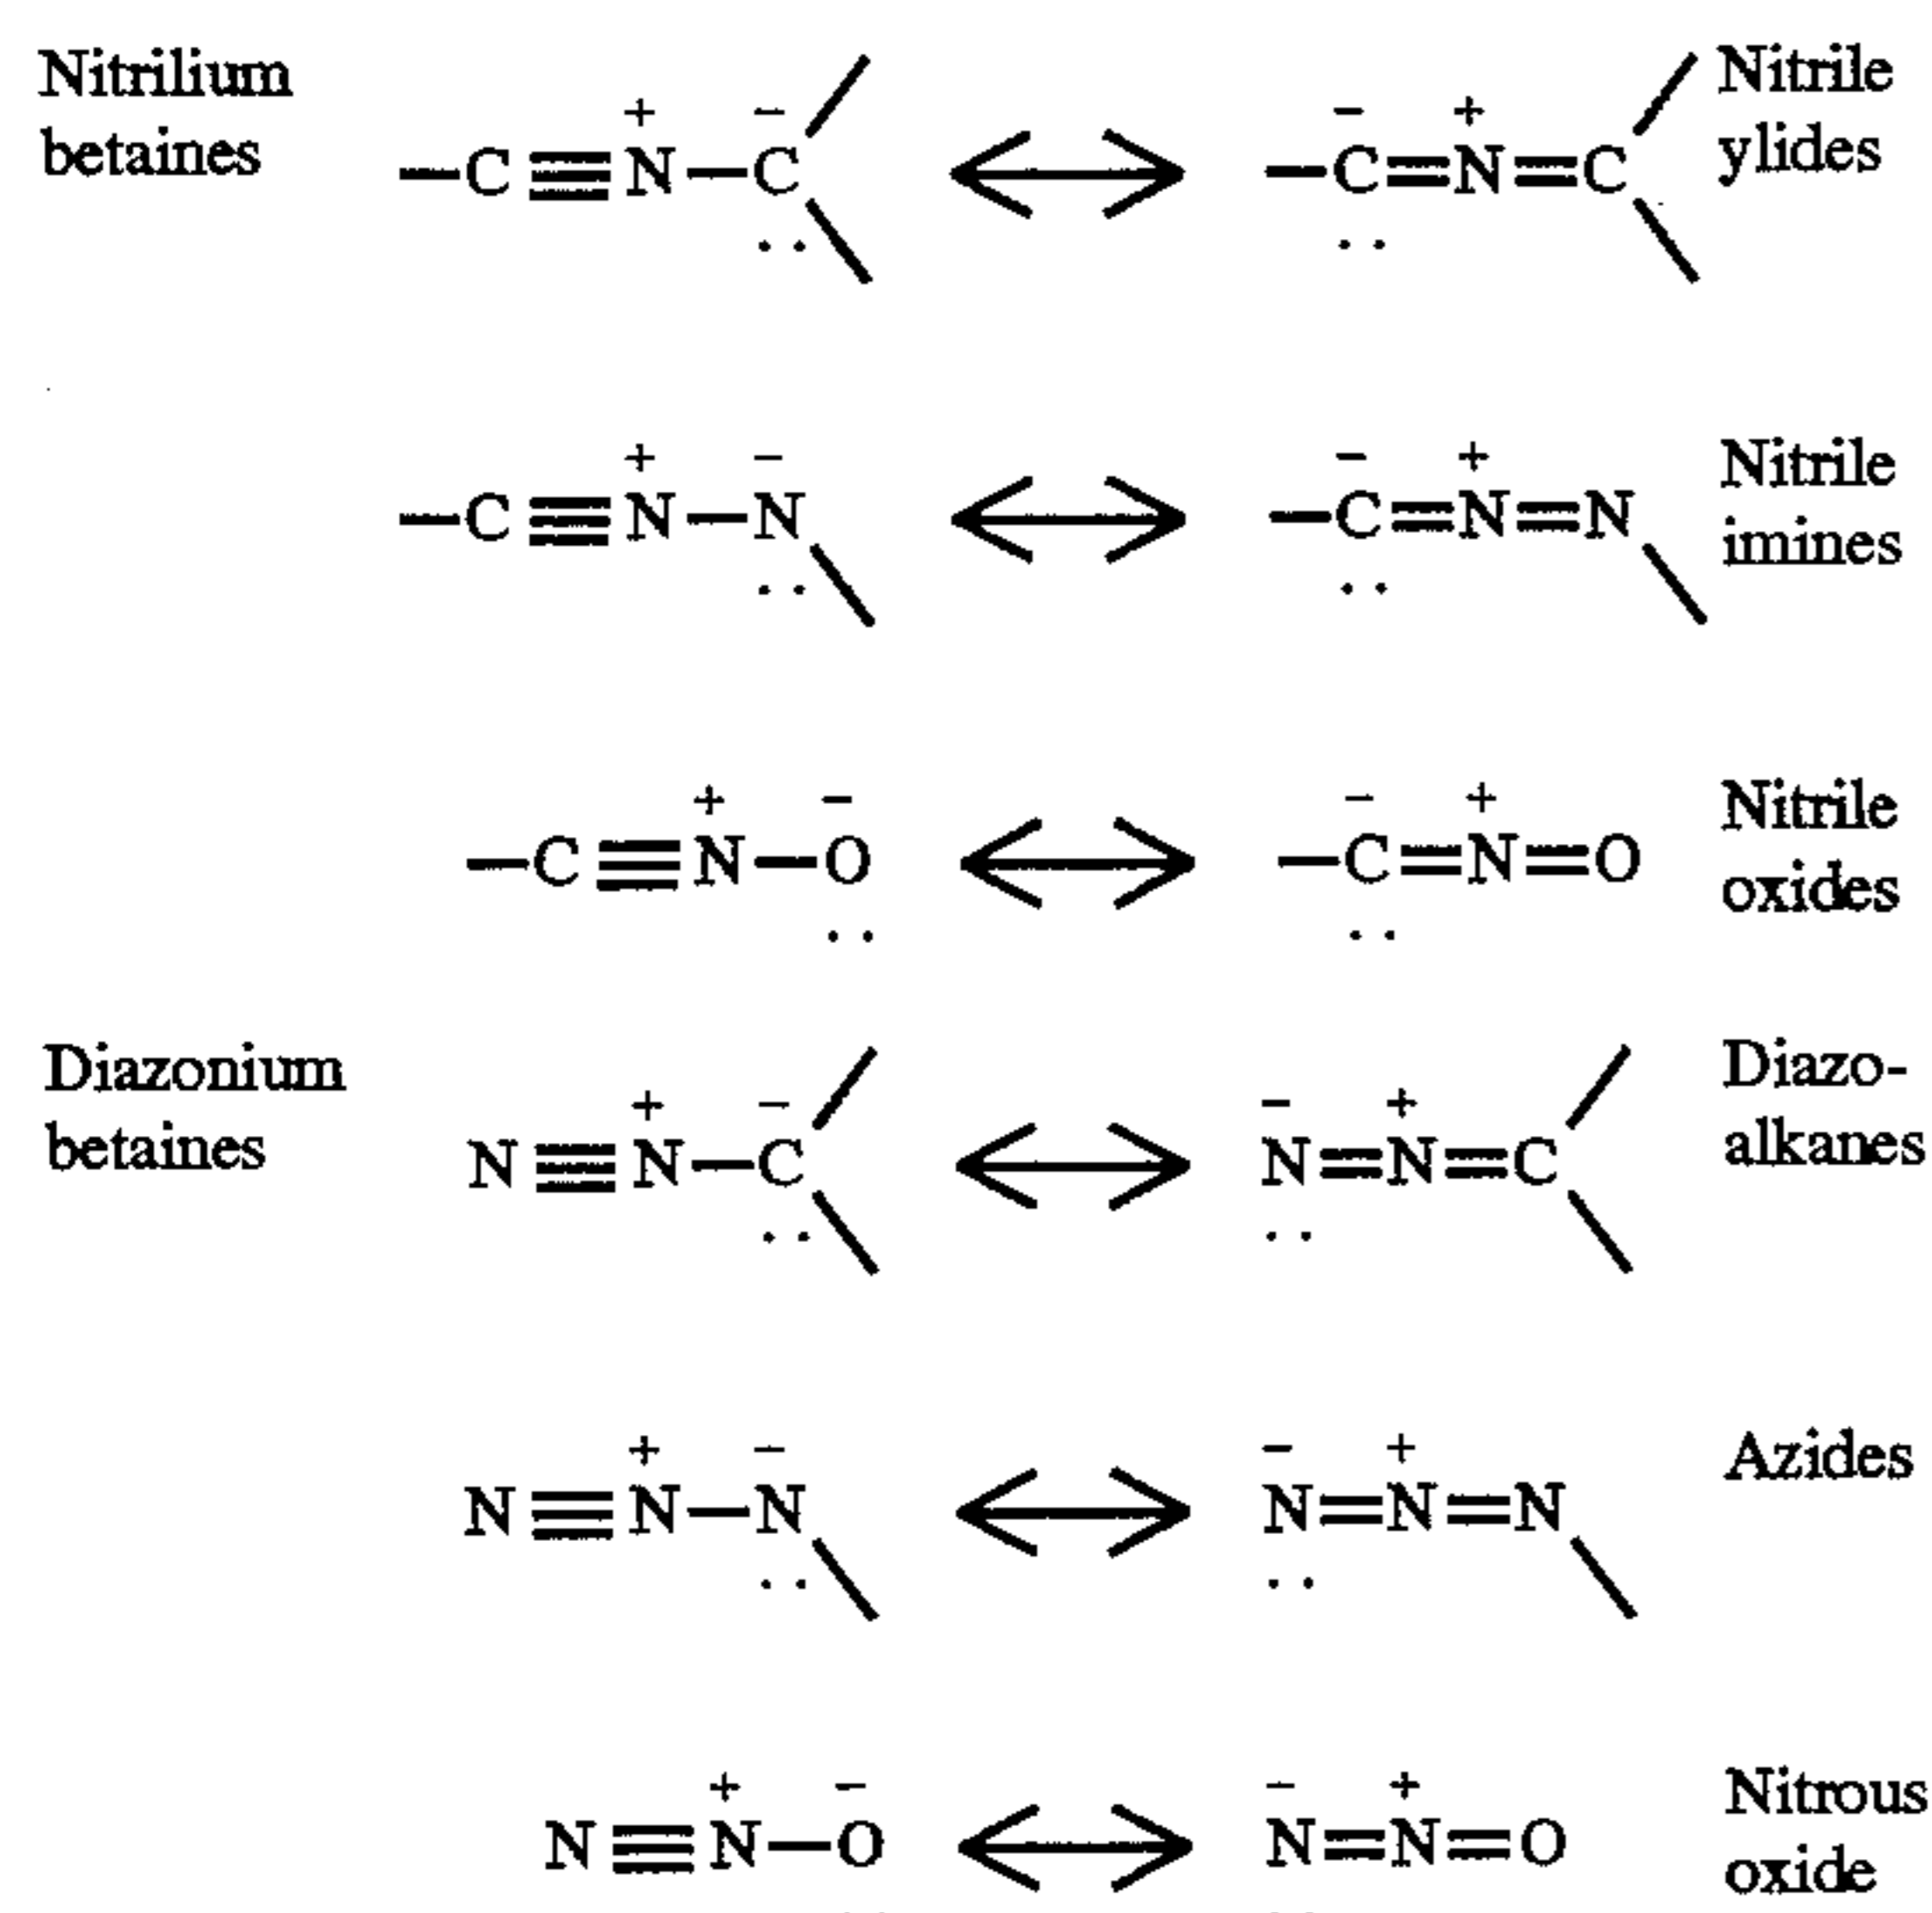 Nitrilium
betaines
+ −
−C≡N−C
··
− +
−C=N=C
··
Nitrile
ylides
+ −
−C≡N−N
··
− +
−C=N=N
··
Nitrile
imines
+ −
−C≡N−O
··
− +
−C=N=O
··
Nitrile
oxides
Diazonium
betaines
+ −
N≡N−C
··
− +
N=N=C
··
Diazo-
alkanes
+ −
N≡N−N
··
− +
N=N=N
··
Azides
+ −
N≡N−O
− +
N=N=O
Nitrous
oxide